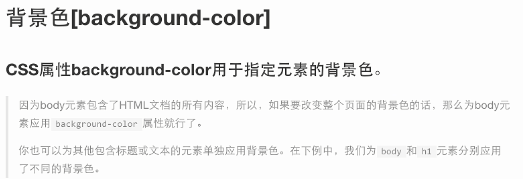 背景色[background-color]
CSS属性background-color用于指定元素的背景色。
因为body元素包含了HTML文档的所有内容，所以，如果要改变整个页面的背景色的话，那么为body元
素应用 background-color 属性就行了。
你也可以为其他包含标题或文本的元素单独应用背景色。在下例中，我们为 body 和 h1 元素分别应用
了不同的背景色。